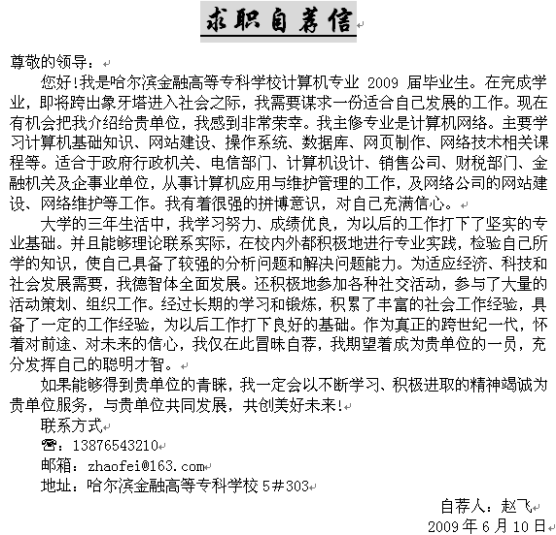 求职自荐信
尊敬的领导：
您好!我是哈尔滨金融高等专科学校计算机专业 2009 届毕业生。在完成学
业，即将跨出象牙塔进入社会之际，我需要谋求一份适合自己发展的工作。现在
有机会把我介绍给贵单位，我感到非常荣幸。我主修专业是计算机网络。主要学
习计算机基础知识、网站建设、操作系统、数据库、网页制作、网络技术相关课
程等。适合于政府行政机关、电信部门、计算机设计、销售公司、财税部门、金
融机关及企事业单位，从事计算机应用与维护管理的工作，及网络公司的网站建
设、网络维护等工作。我有着很强的拼博意识，对自己充满信心。
大学的三年生活中，我学习努力、成绩优良，为以后的工作打下了坚实的专
业基础。并且能够理论联系实际，在校内外都积极地进行专业实践，检验自己所
学的知识，使自己具备了较强的分析问题和解决问题能力。为适应经济、科技和
社会发展需要，我德智体全面发展。还积极地参加各种社交活动，参与了大量的
活动策划、组织工作。经过长期的学习和锻炼，积累了丰富的社会工作经验，具
备了一定的工作经验，为以后工作打下良好的基础。作为真正的跨世纪一代，怀
着对前途、对未来的信心，我仅在此冒昧自荐，我期望着成为贵单位的一员，充
分发挥自己的聪明才智。
如果能够得到贵单位的青睐，我一定会以不断学习、积极进取的精神竭诚为
贵单位服务，与贵单位共同发展，共创美好未来!
联系方式
☎：13876543210
邮箱：zhaofei@163.com
地址：哈尔滨金融高等专科学校 5＃303
自荐人：赵飞
2009 年 6 月 10 日